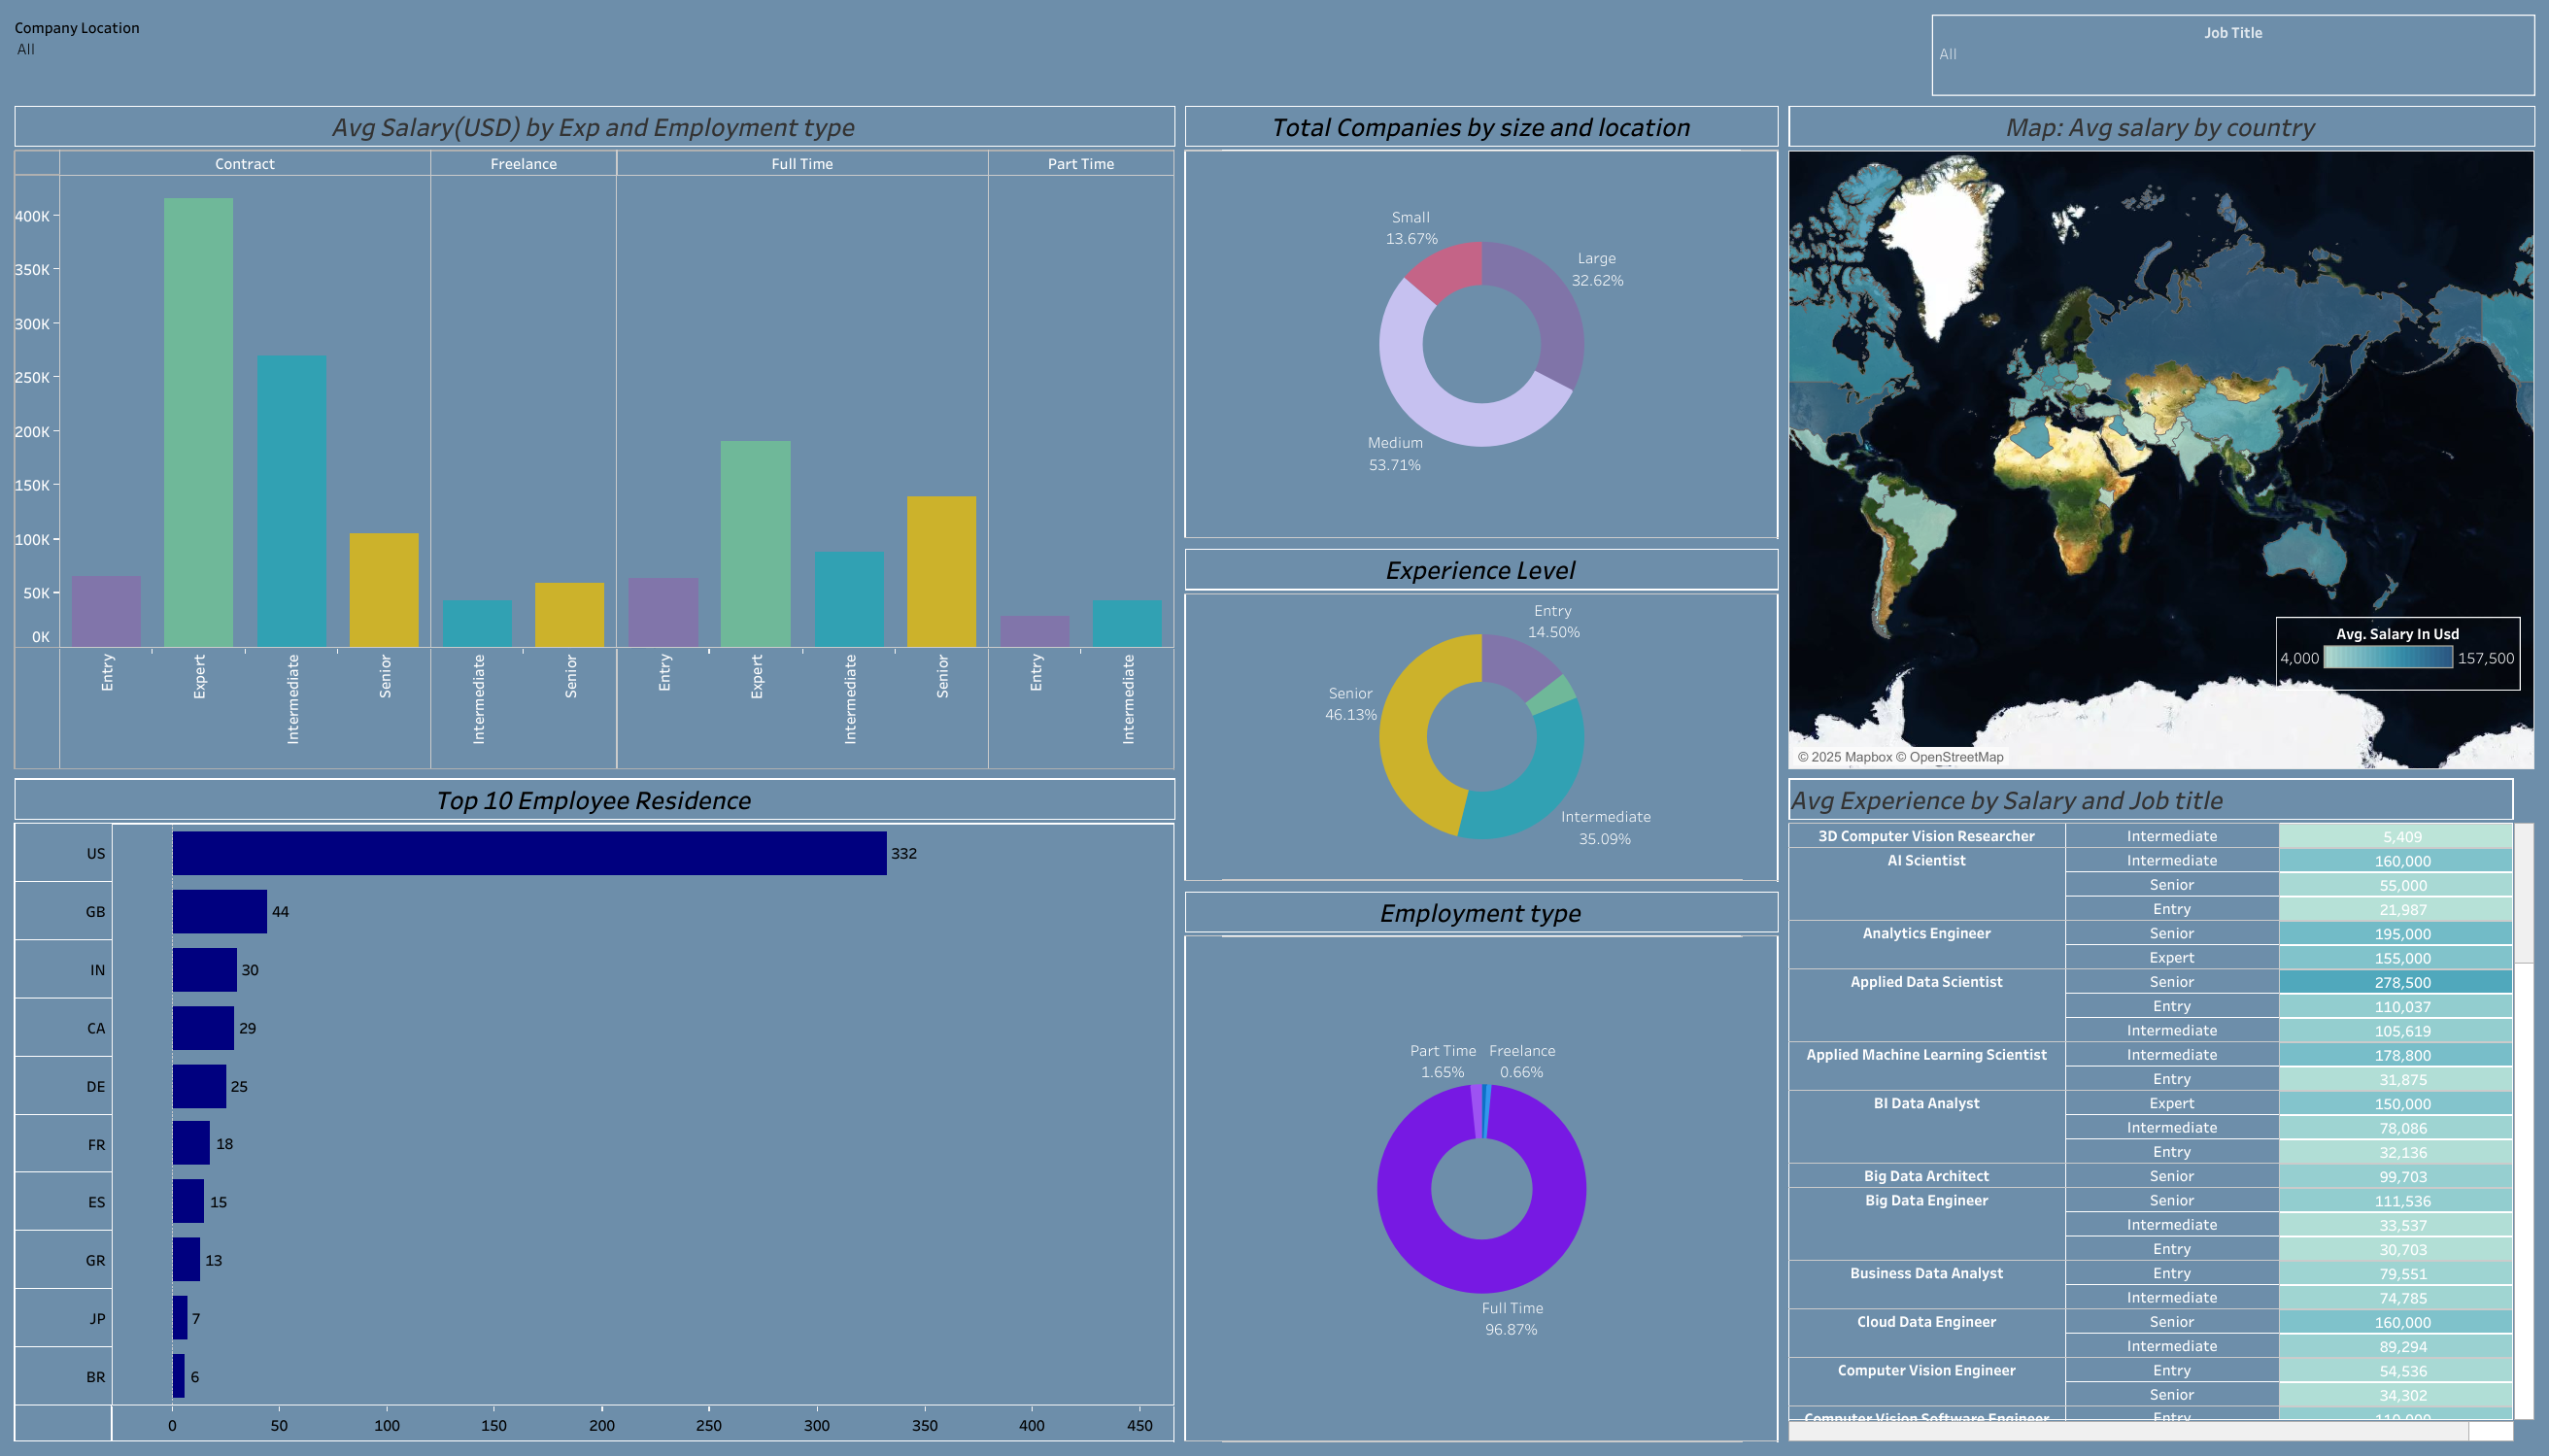 Company Location
All
Job Title
All
Avg Salary(USD) by Exp and Employment type
Contract Freelance Full Time Part Time
400K
350K
300K
250K
200K
150K
100K
50K
0K
Entry Expert Intermediate Senior Intermediate Senior Entry Expert Intermediate Senior Entry Intermediate
Total Companies by size and location
Small
13.67%
Large
32.62%
Medium
53.71%
Experience Level
Entry
14.50%
Senior
46.13%
Intermediate
35.09%
Employment type
Part Time
1.65%
Freelance
0.66%
Full Time
96.87%
Map: Avg salary by country
Avg. Salary In Usd
4,000 157,500
© 2025 Mapbox © OpenStreetMap
Top 10 Employee Residence
US 332
GB 44
IN 30
CA 29
DE 25
FR 18
ES 15
GR 13
JP 7
BR 6
0 50 100 150 200 250 300 350 400 450
Avg Experience by Salary and Job title
3D Computer Vision Researcher Intermediate 5,409
AI Scientist Intermediate 160,000
Senior 55,000
Entry 21,987
Analytics Engineer Senior 195,000
Expert 155,000
Applied Data Scientist Senior 278,500
Entry 110,037
Intermediate 105,619
Applied Machine Learning Scientist Intermediate 178,800
Entry 31,875
BI Data Analyst Expert 150,000
Intermediate 78,086
Entry 32,136
Big Data Architect Senior 99,703
Big Data Engineer Senior 111,536
Intermediate 33,537
Entry 30,703
Business Data Analyst Entry 79,551
Intermediate 74,785
Cloud Data Engineer Senior 160,000
Intermediate 89,294
Computer Vision Engineer Entry 54,536
Senior 34,302
Computer Vision Software Engineer Entry